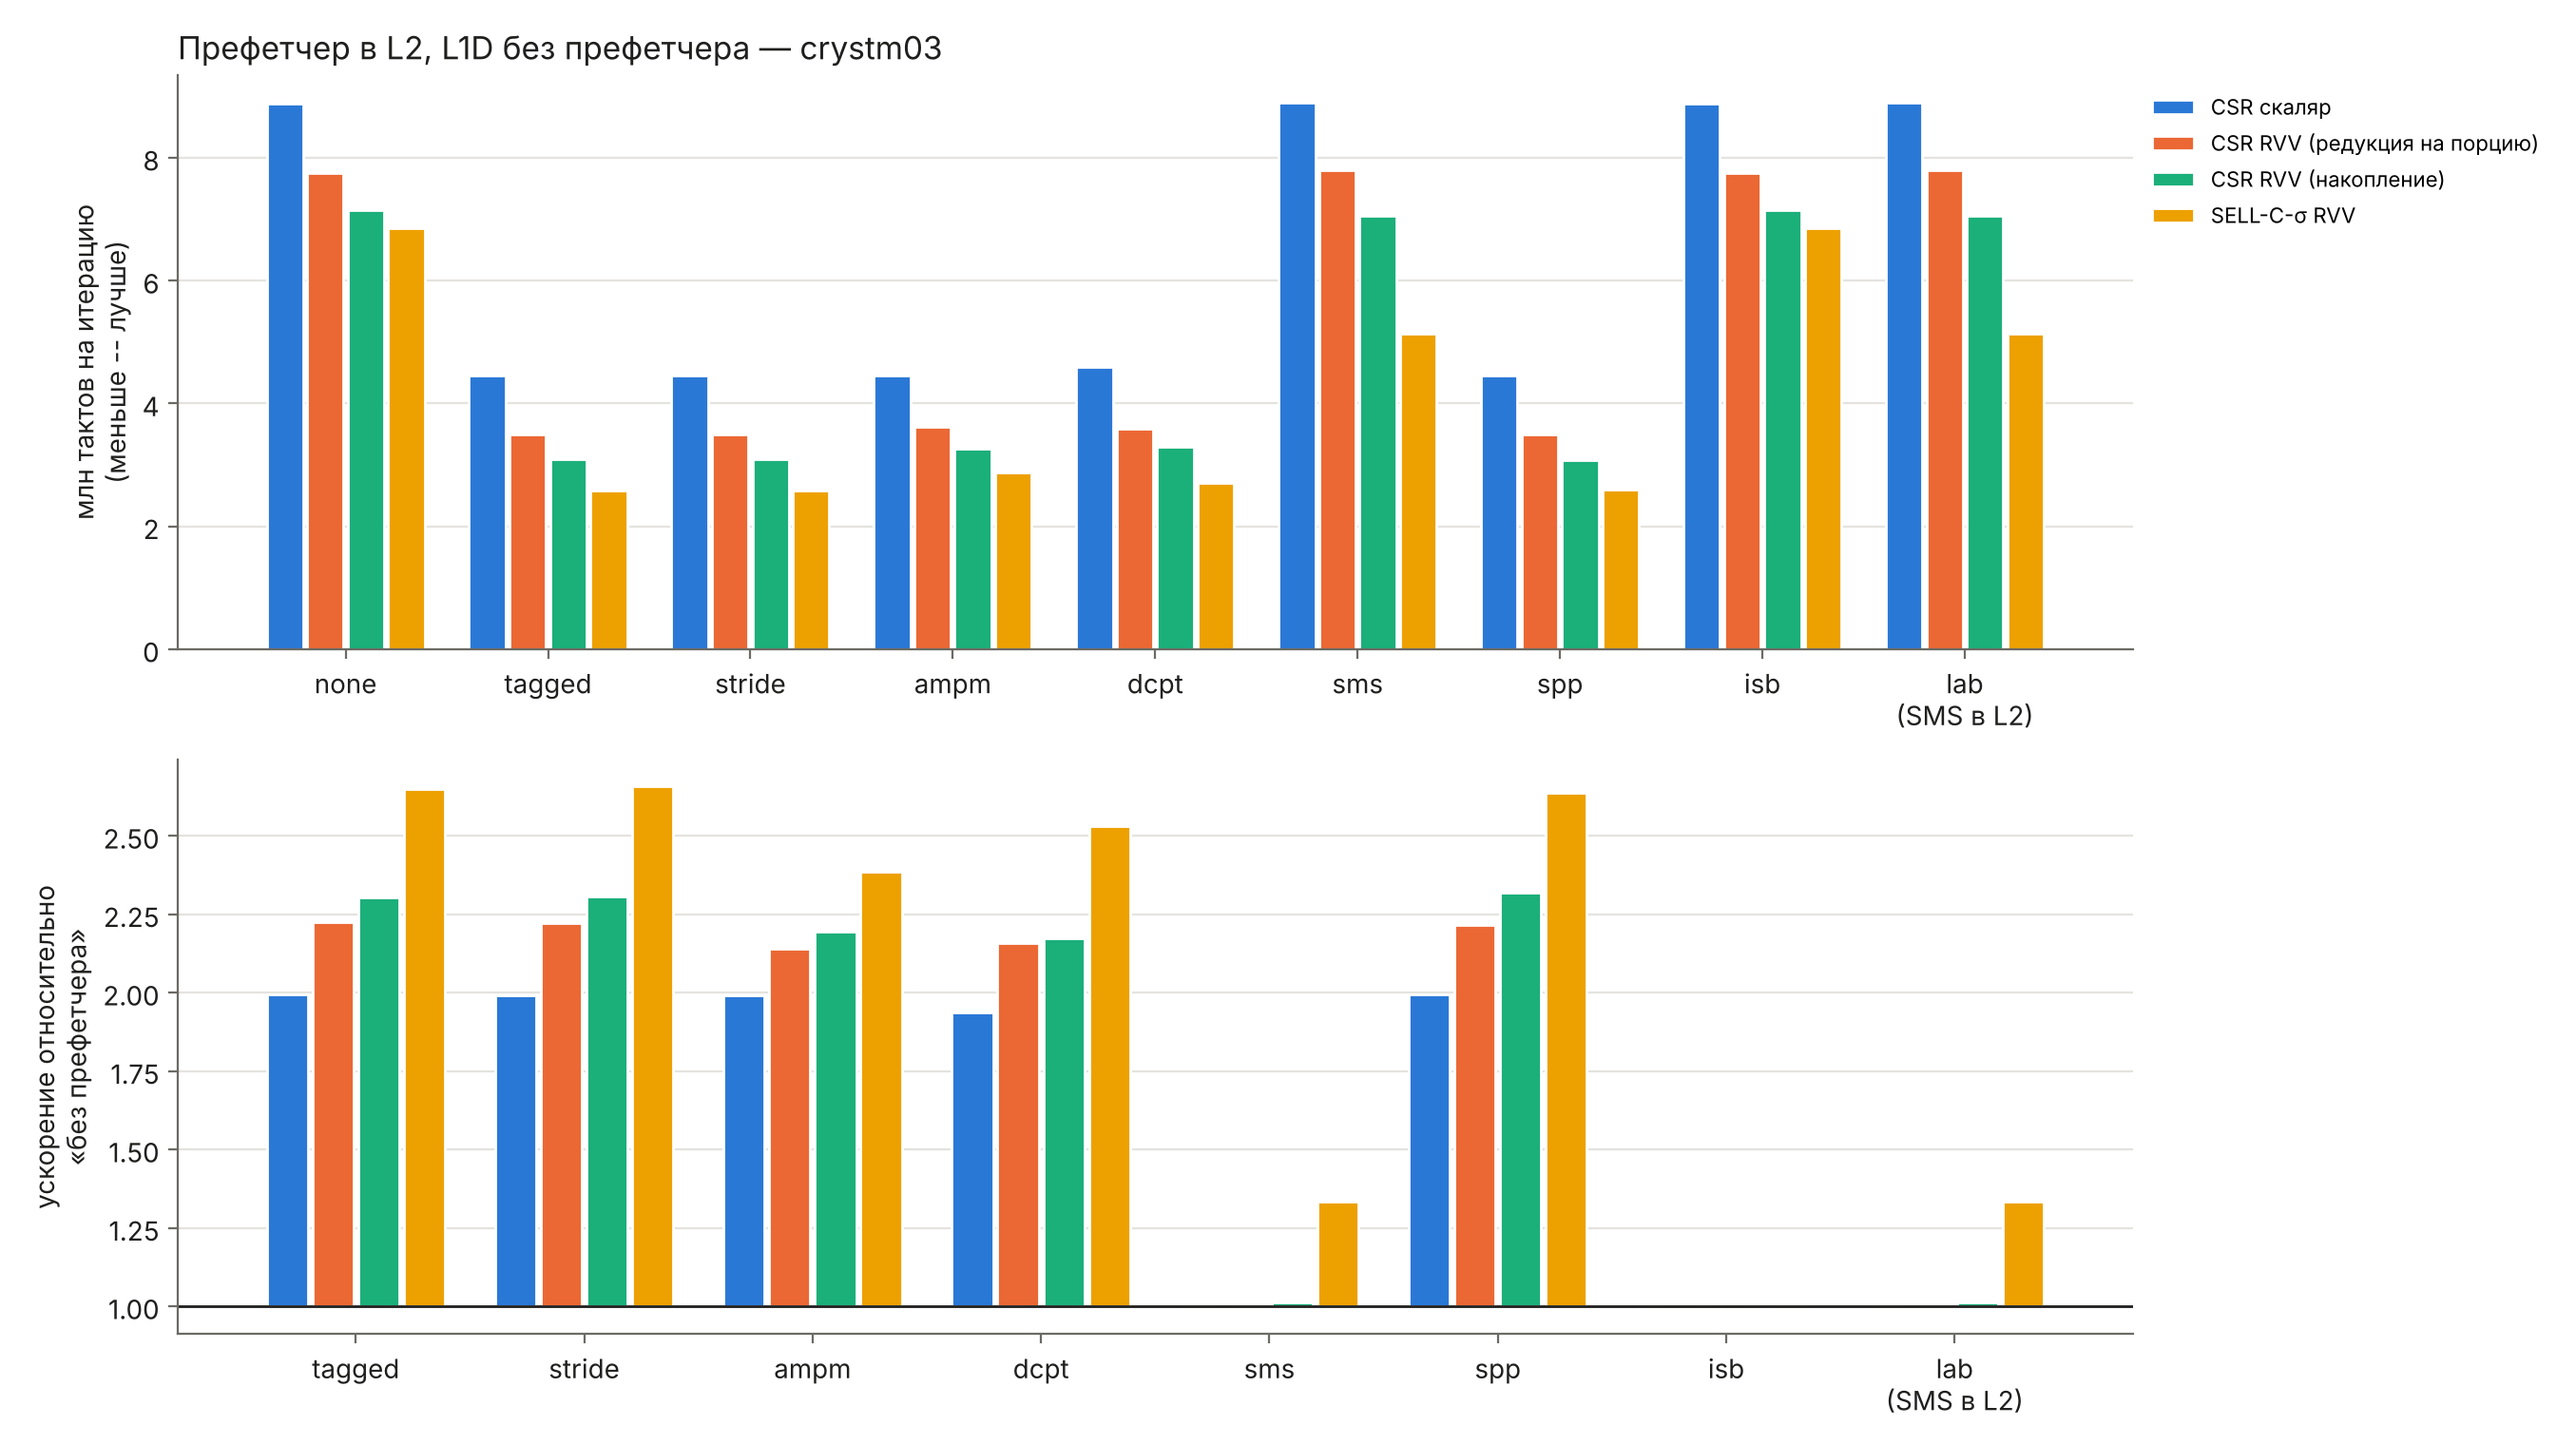 Префетчер в L2, L1D без префетчера — crystm03
CSR скаляр
CSR RVV (редукция на порцию)
CSR RVV (накопление)
SELL-C-σ RVV
млн тактов на итерацию
(меньше -- лучше)
8
6
4
2
0
none
tagged
stride
ampm
dcpt
sms
spp
isb
lab
(SMS в L2)
ускорение относительно
«без префетчера»
2.50
2.25
2.00
1.75
1.50
1.25
1.00
tagged
stride
ampm
dcpt
sms
spp
isb
lab
(SMS в L2)